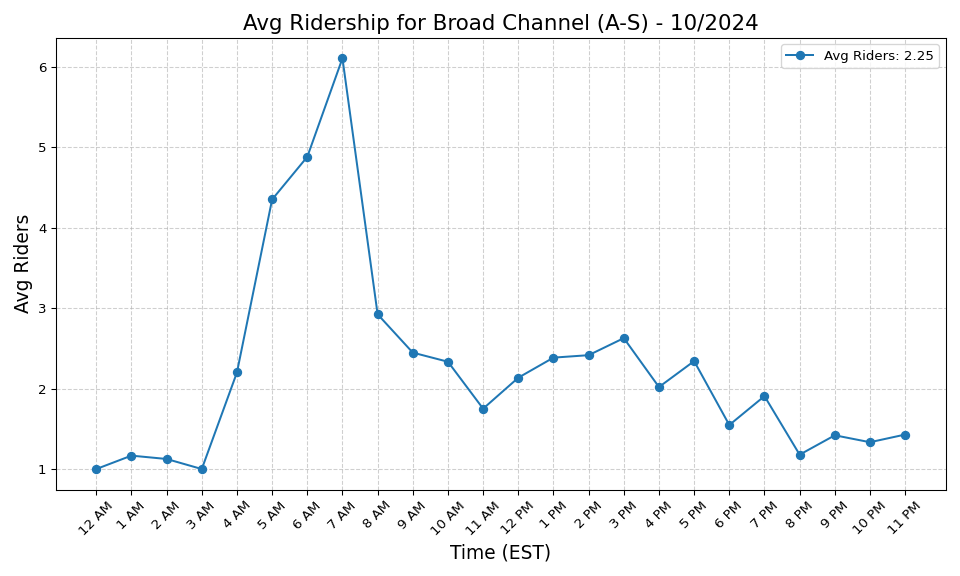 Avg Ridership for Broad Channel (A-S) - 10/2024
Avg Riders: 2.25
Avg Riders
6
5
4
3
2
1
12 AM
1 AM
2 AM
3 AM
4 AM
5 AM
6 AM
7 AM
8 AM
9 AM
10 AM
11 AM
12 PM
1 PM
2 PM
3 PM
4 PM
5 PM
6 PM
7 PM
8 PM
9 PM
10 PM
11 PM
Time (EST)